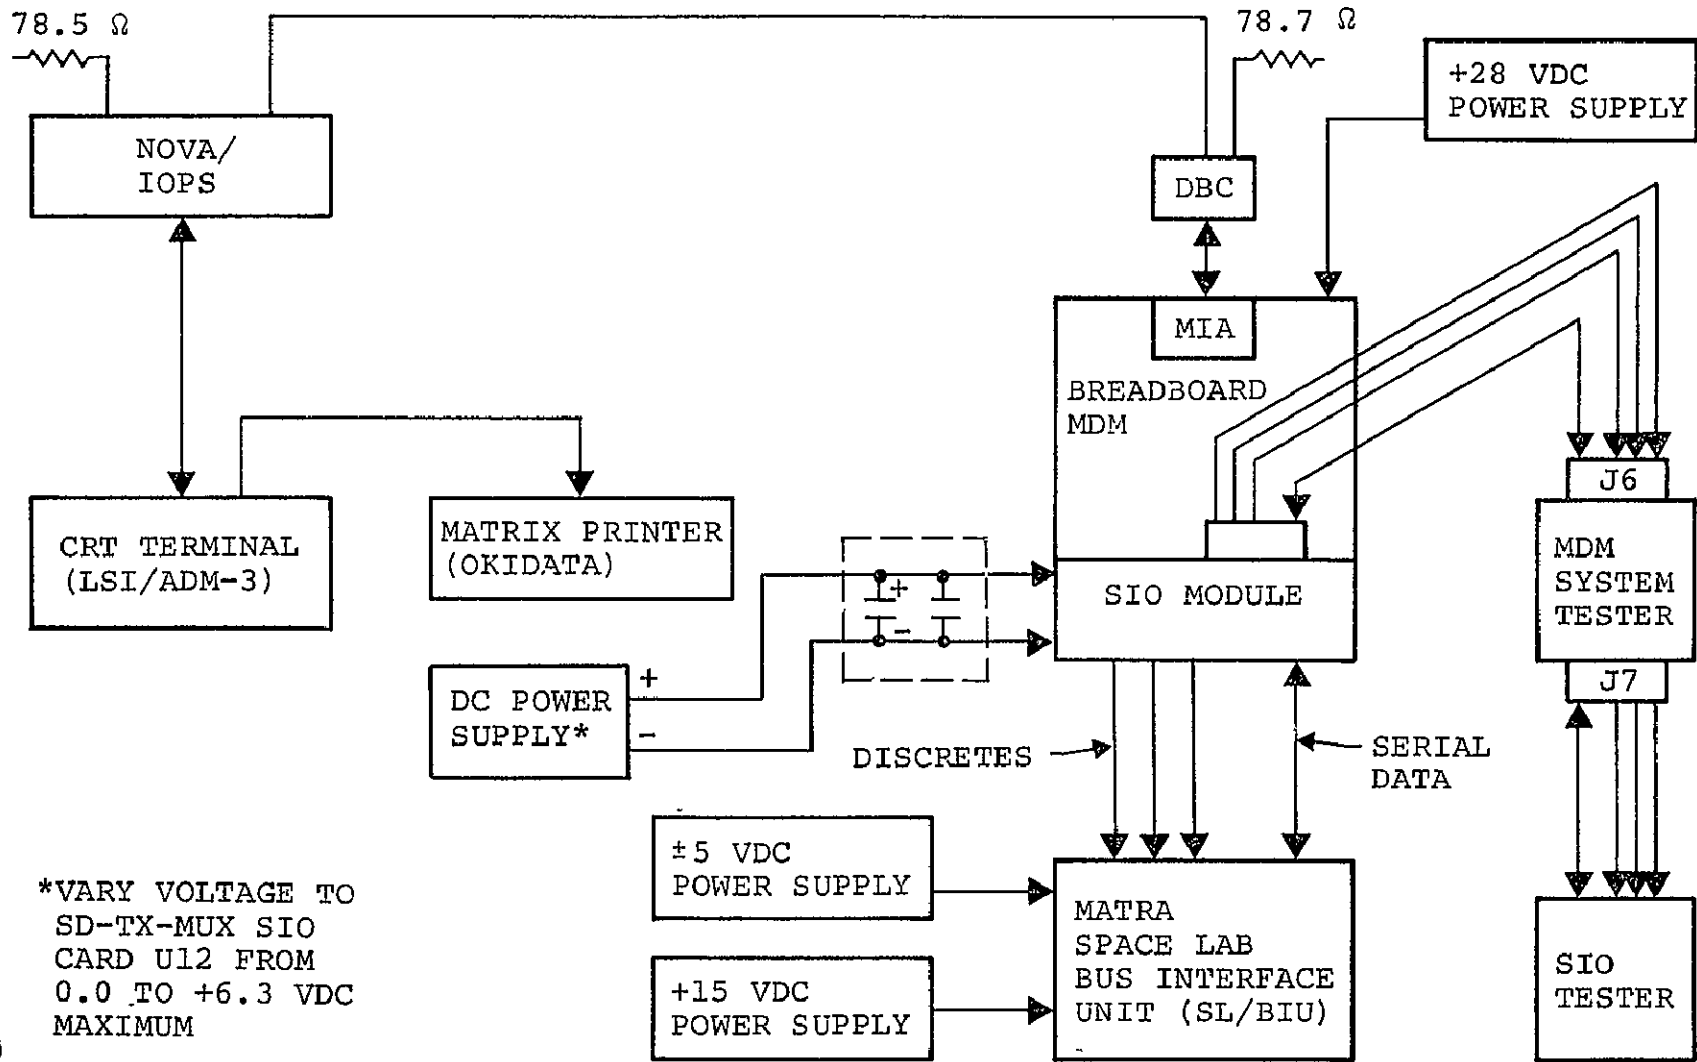 78.5 Ω
78.7 Ω
+28 VDC
POWER SUPPLY
NOVA/
IOPS
DBC
MIA
BREADBOARD
MDM
J6
CRT TERMINAL
(LSI/ADM-3)
MATRIX PRINTER
(OKIDATA)
+
-
SIO MODULE
MDM
SYSTEM
TESTER
J7
DC POWER
SUPPLY*
+
-
DISCRETES
SERIAL
DATA
±5 VDC
POWER SUPPLY
*VARY VOLTAGE TO
SD-TX-MUX SIO
CARD U12 FROM
0.0 TO +6.3 VDC
MAXIMUM
+15 VDC
POWER SUPPLY
MATRA
SPACE LAB
BUS INTERFACE
UNIT (SL/BIU)
SIO
TESTER